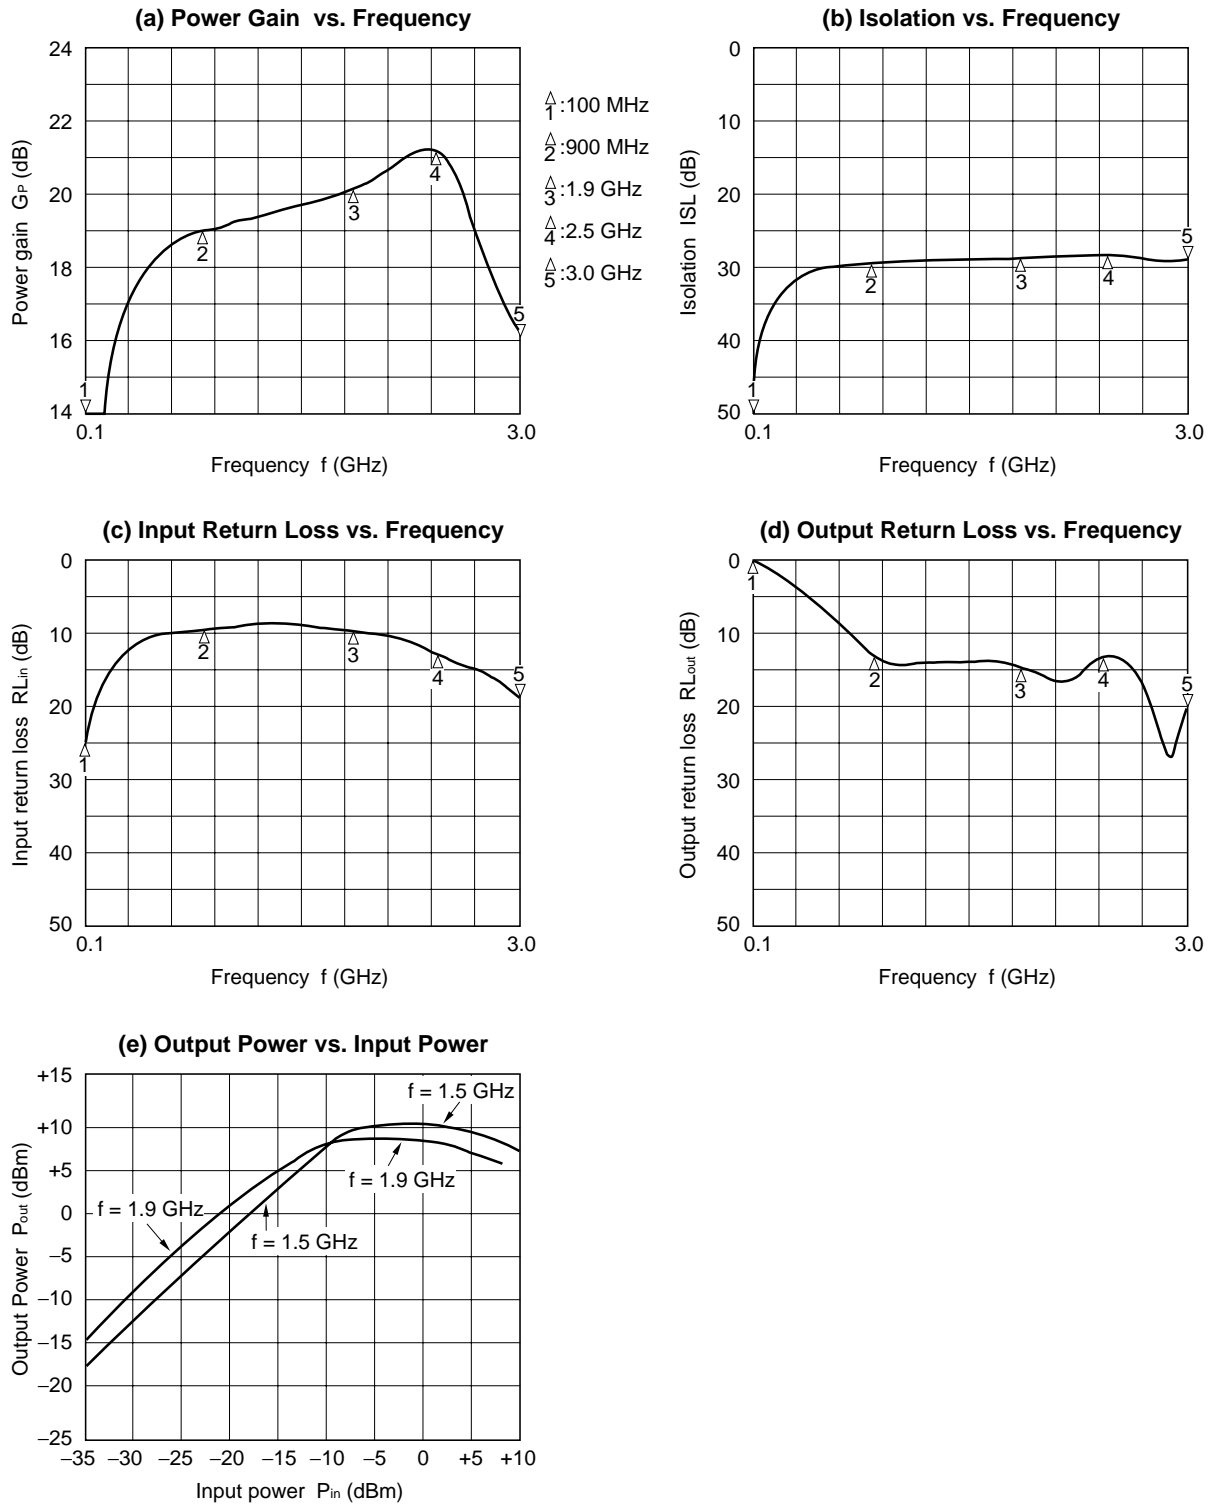 (a) Power Gain vs. Frequency
24
22
20
18
16
14
Power gain GP (dB)
1
2
3
4
5
0.1
3.0
Frequency f (GHz)
1 :100 MHz
2 :900 MHz
3 :1.9 GHz
4 :2.5 GHz
5 :3.0 GHz
(b) Isolation vs. Frequency
0
10
20
30
40
50
Isolation ISL (dB)
1
2
3
4
5
0.1
3.0
Frequency f (GHz)
(c) Input Return Loss vs. Frequency
0
10
20
30
40
50
Input return loss RLin (dB)
1
2
3
4
5
0.1
3.0
Frequency f (GHz)
(d) Output Return Loss vs. Frequency
0
10
20
30
40
50
Output return loss RLout (dB)
1
2
3
4
5
0.1
3.0
Frequency f (GHz)
(e) Output Power vs. Input Power
+15
+10
+5
0
−5
−10
−15
−20
−25
Output Power Pout (dBm)
f = 1.5 GHz
f = 1.9 GHz
f = 1.9 GHz
f = 1.5 GHz
−35 −30 −25 −20 −15 −10 −5 0 +5 +10
Input power Pin (dBm)